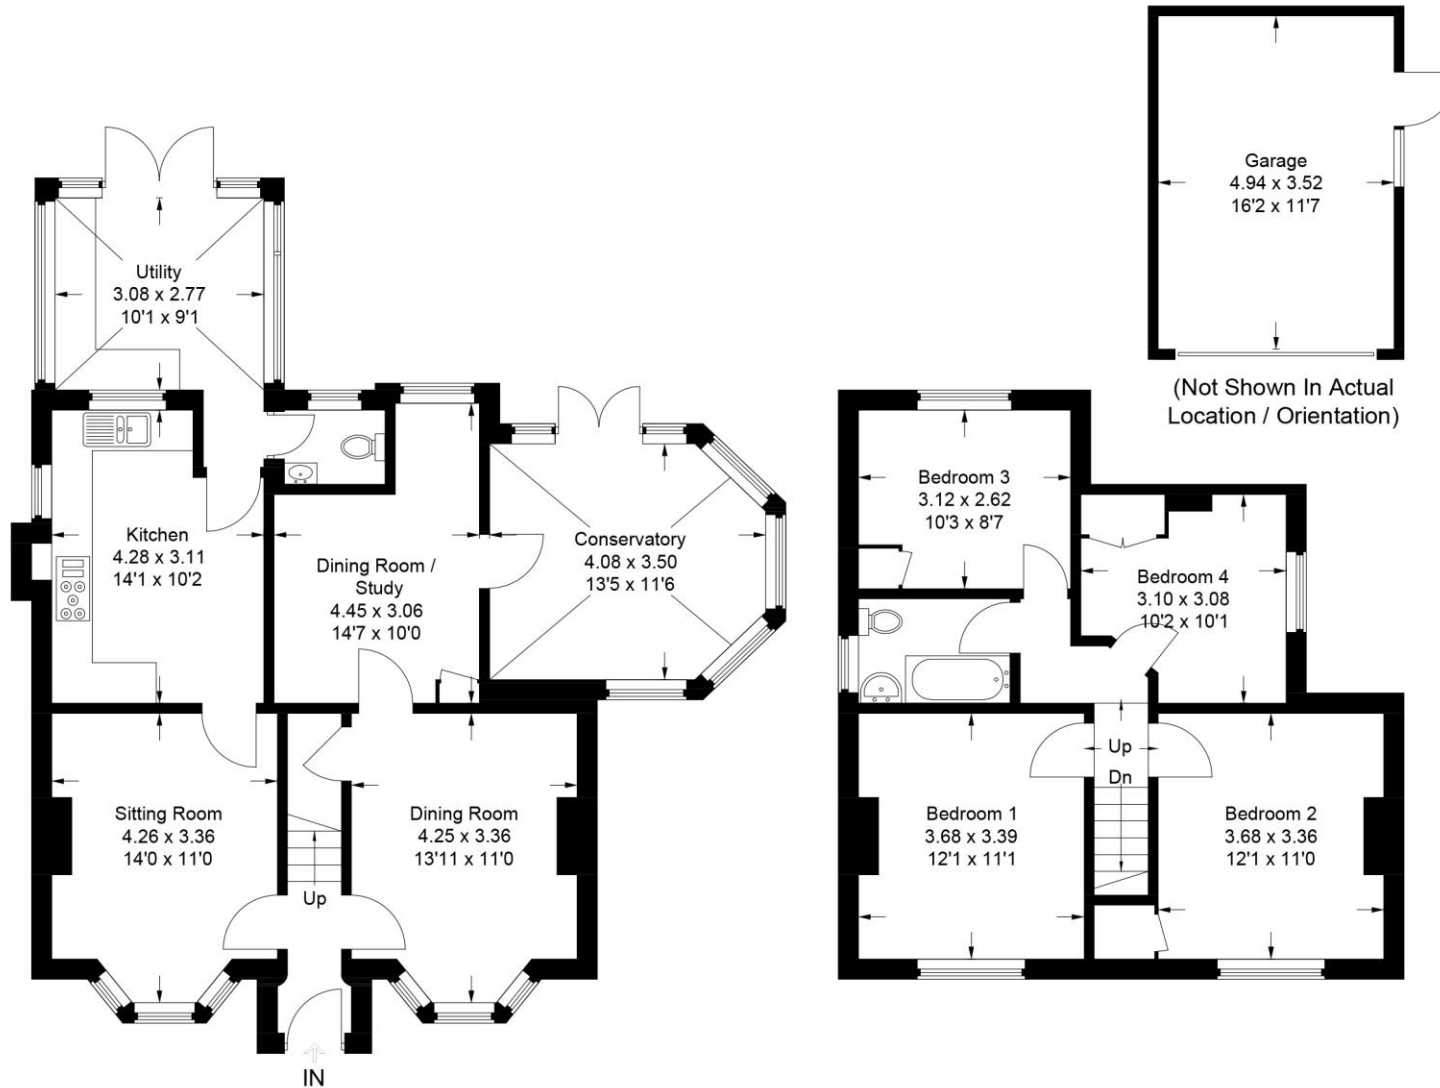 Garage
4.94 x 3.52
16'2 x 11'7
(Not Shown In Actual
Location / Orientation)
Utility
3.08 x 2.77
10'1 x 9'1
Kitchen
4.28 x 3.11
14'1 x 10'2
Dining Room /
Study
4.45 x 3.06
14'7 x 10'0
Conservatory
4.08 x 3.50
13'5 x 11'6
Sitting Room
4.26 x 3.36
14'0 x 11'0
Up
Dining Room
4.25 x 3.36
13'11 x 11'0
IN
Bedroom 3
3.12 x 2.62
10'3 x 8'7
Bedroom 4
3.10 x 3.08
10'2 x 10'1
Up
Dn
Bedroom 1
3.68 x 3.39
12'1 x 11'1
Bedroom 2
3.68 x 3.36
12'1 x 11'0